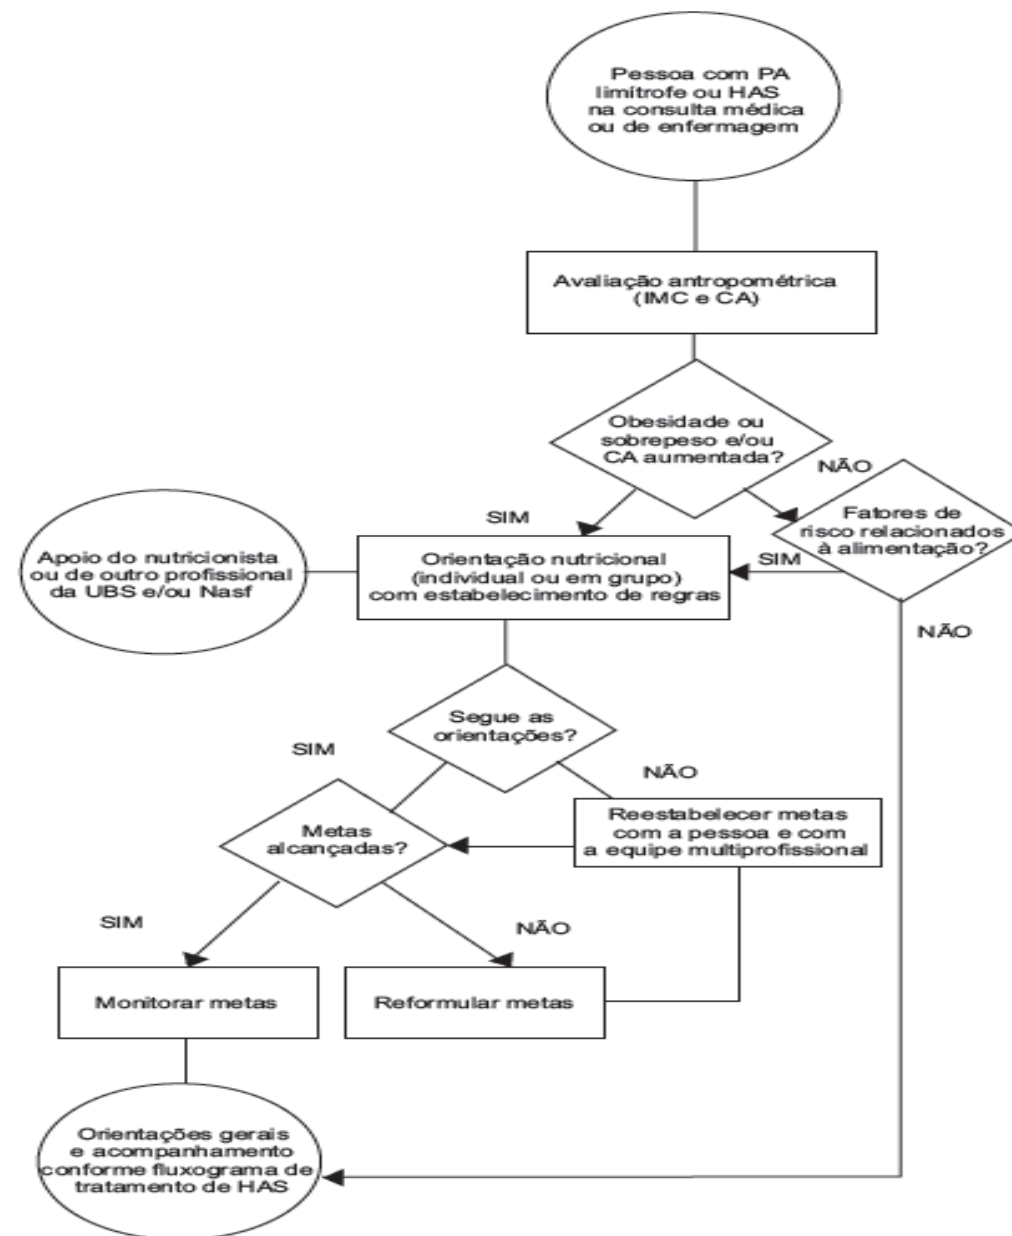 Pessoa com PA
limítrofe ou HAS
na consulta médica
ou de enfermagem
Avaliação antropométrica
(IMC e CA)
Obesidade ou
sobrepeso e/ou
CA aumentada?
NÃO
Fatores de
risco relacionados
à alimentação?
SIM
SIM
NÃO
Apoio do nutricionista
ou de outro profissional
da UBS e/ou Nasf
Orientação nutricional
(individual ou em grupo)
com estabelecimento de regras
Segue as
orientações?
SIM
NÃO
Metas
alcançadas?
Reestabelecer metas
com a pessoa e com
a equipe multiprofissional
SIM
NÃO
Monitorar metas
Reformular metas
Orientações gerais
e acompanhamento
conforme fluxograma de
tratamento de HAS